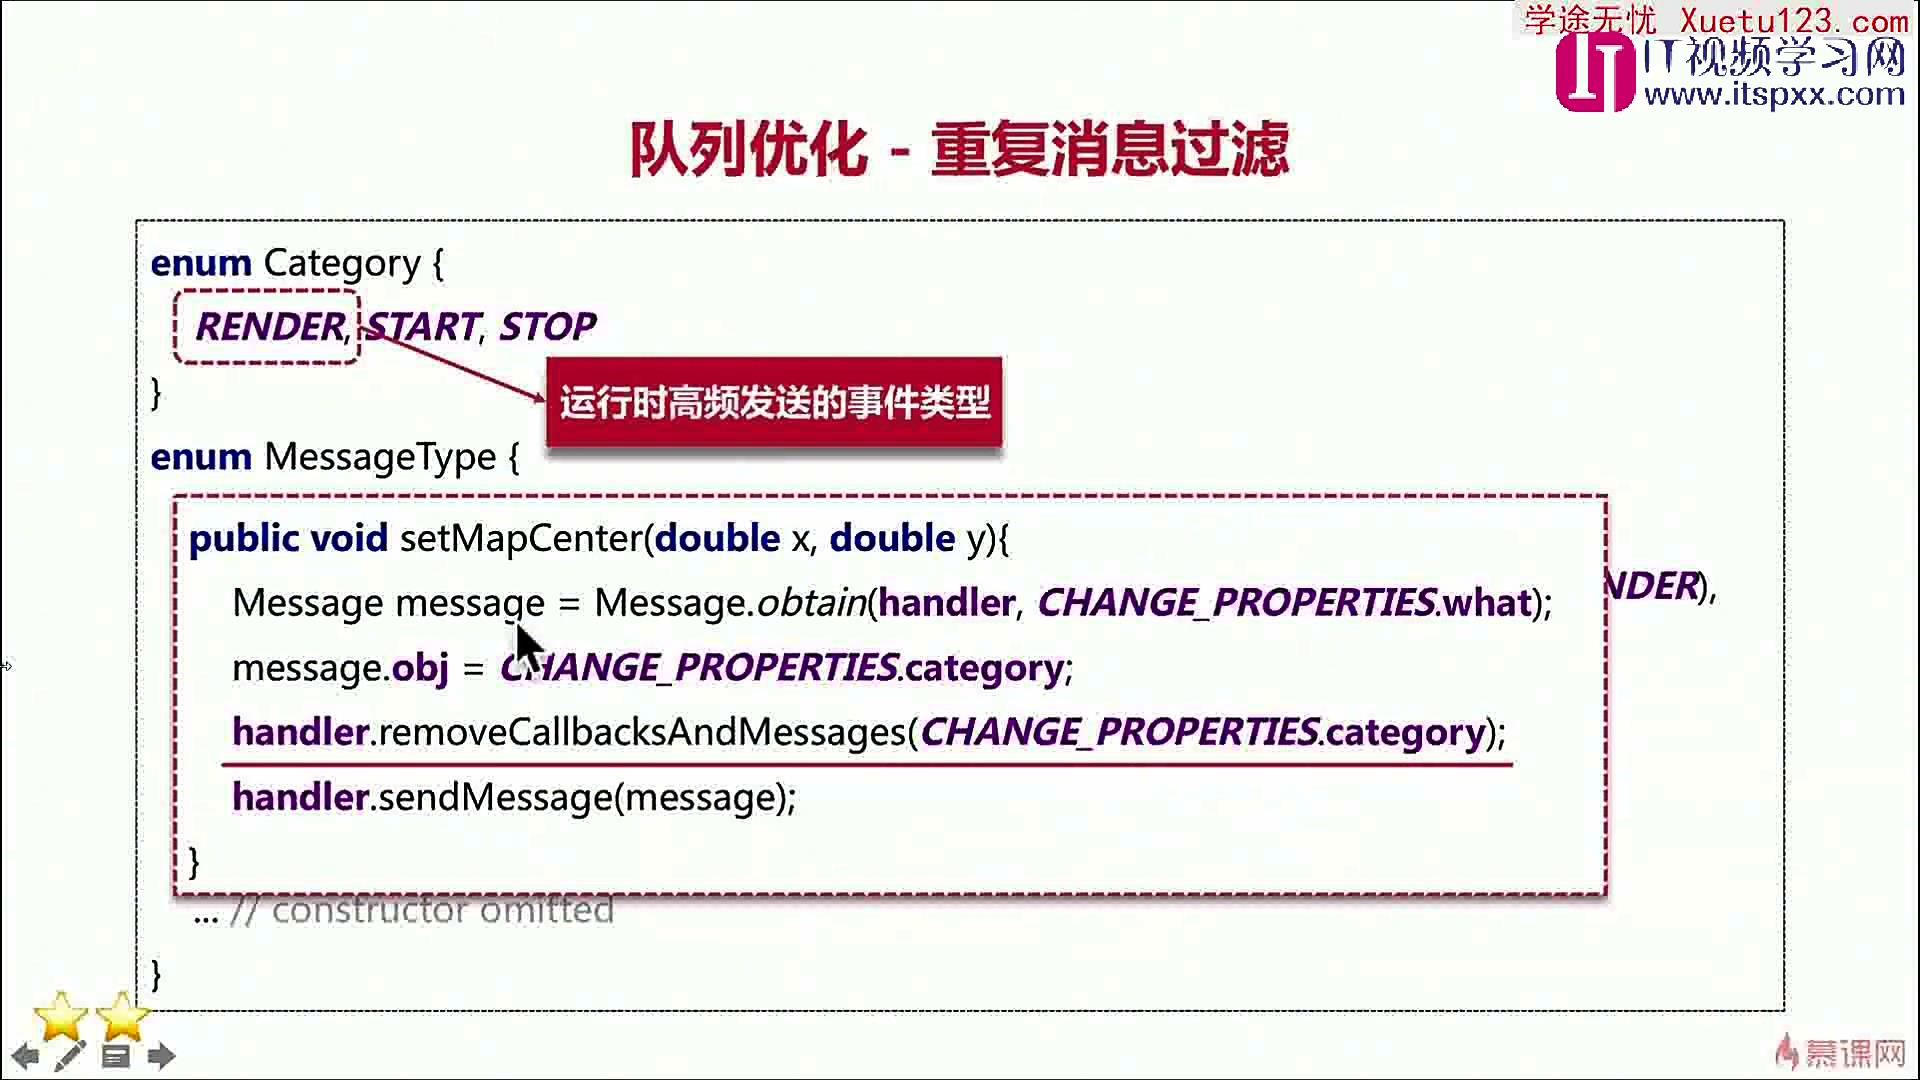 学途无忧 Xuetu123.com
IT视频学习网
www.itspxx.com
队列优化 - 重复消息过滤
enum Category {
RENDER, START, STOP
}
运行时高频发送的事件类型
enum MessageType {
public void setMapCenter(double x, double y){
Message message = Message.obtain(handler, CHANGE_PROPERTIES.what);
NDER),
message.obj = CHANGE_PROPERTIES.category;
handler.removeCallbacksAndMessages(CHANGE_PROPERTIES.category);
handler.sendMessage(message);
}
... // constructor omitted
}
慕课网